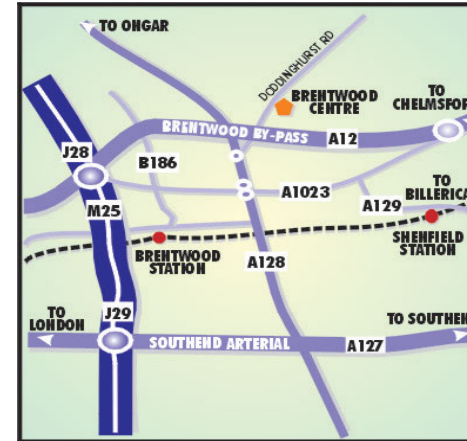 TO ONGAR
DODDINGHURST RD
BRENTWOOD
CENTRE
TO
CHELMSFOR
BRENTWOOD BY-PASS
A12
J28
B186
A1023
TO
BILLERICA
A129
M25
BRENTWOOD
STATION
A128
SHENFIELD
STATION
TO
LONDON
J29
SOUTHEND ARTERIAL
A127
TO SOUTHEN